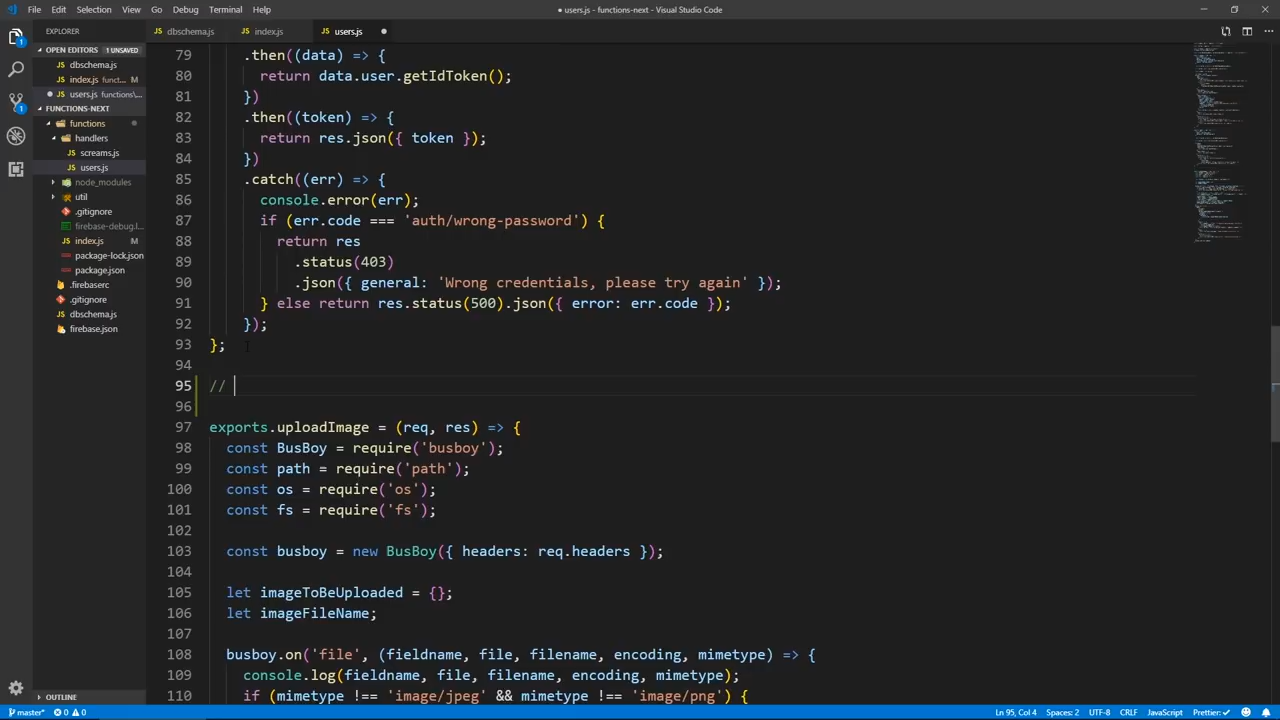 File Edit Selection View Go Debug Terminal Help
● users.js - functions-next - Visual Studio Code
EXPLORER
dbschema.js
index.js
users.js ●
OPEN EDITORS 1 UNSAVED
dbschema.js
index.js funct... M
● users.js functions\...
FUNCTIONS-NEXT
functions
handlers
screams.js
users.js
node_modules
util
.gitignore
firebase-debug.l...
index.js M
package-lock.json
package.json
.firebaserc
.gitignore
dbschema.js
firebase.json
OUTLINE
79 .then((data) => {
80 return data.user.getIdToken();
81 })
82 .then((token) => {
83 return res.json({ token });
84 })
85 .catch((err) => {
86 console.error(err);
87 if (err.code === 'auth/wrong-password') {
88 return res
89 .status(403)
90 .json({ general: 'Wrong credentials, please try again' });
91 } else return res.status(500).json({ error: err.code });
92 });
93 };
94
95 //
96
97 exports.uploadImage = (req, res) => {
98 const BusBoy = require('busboy');
99 const path = require('path');
100 const os = require('os');
101 const fs = require('fs');
102
103 const busboy = new BusBoy({ headers: req.headers });
104
105 let imageToBeUploaded = {};
106 let imageFileName;
107
108 busboy.on('file', (fieldname, file, filename, encoding, mimetype) => {
109 console.log(fieldname, file, filename, encoding, mimetype);
110 if (mimetype !== 'image/jpeg' && mimetype !== 'image/png') {
master* 0 0 Ln 95, Col 4 Spaces: 2 UTF-8 CRLF JavaScript Prettier: ✓